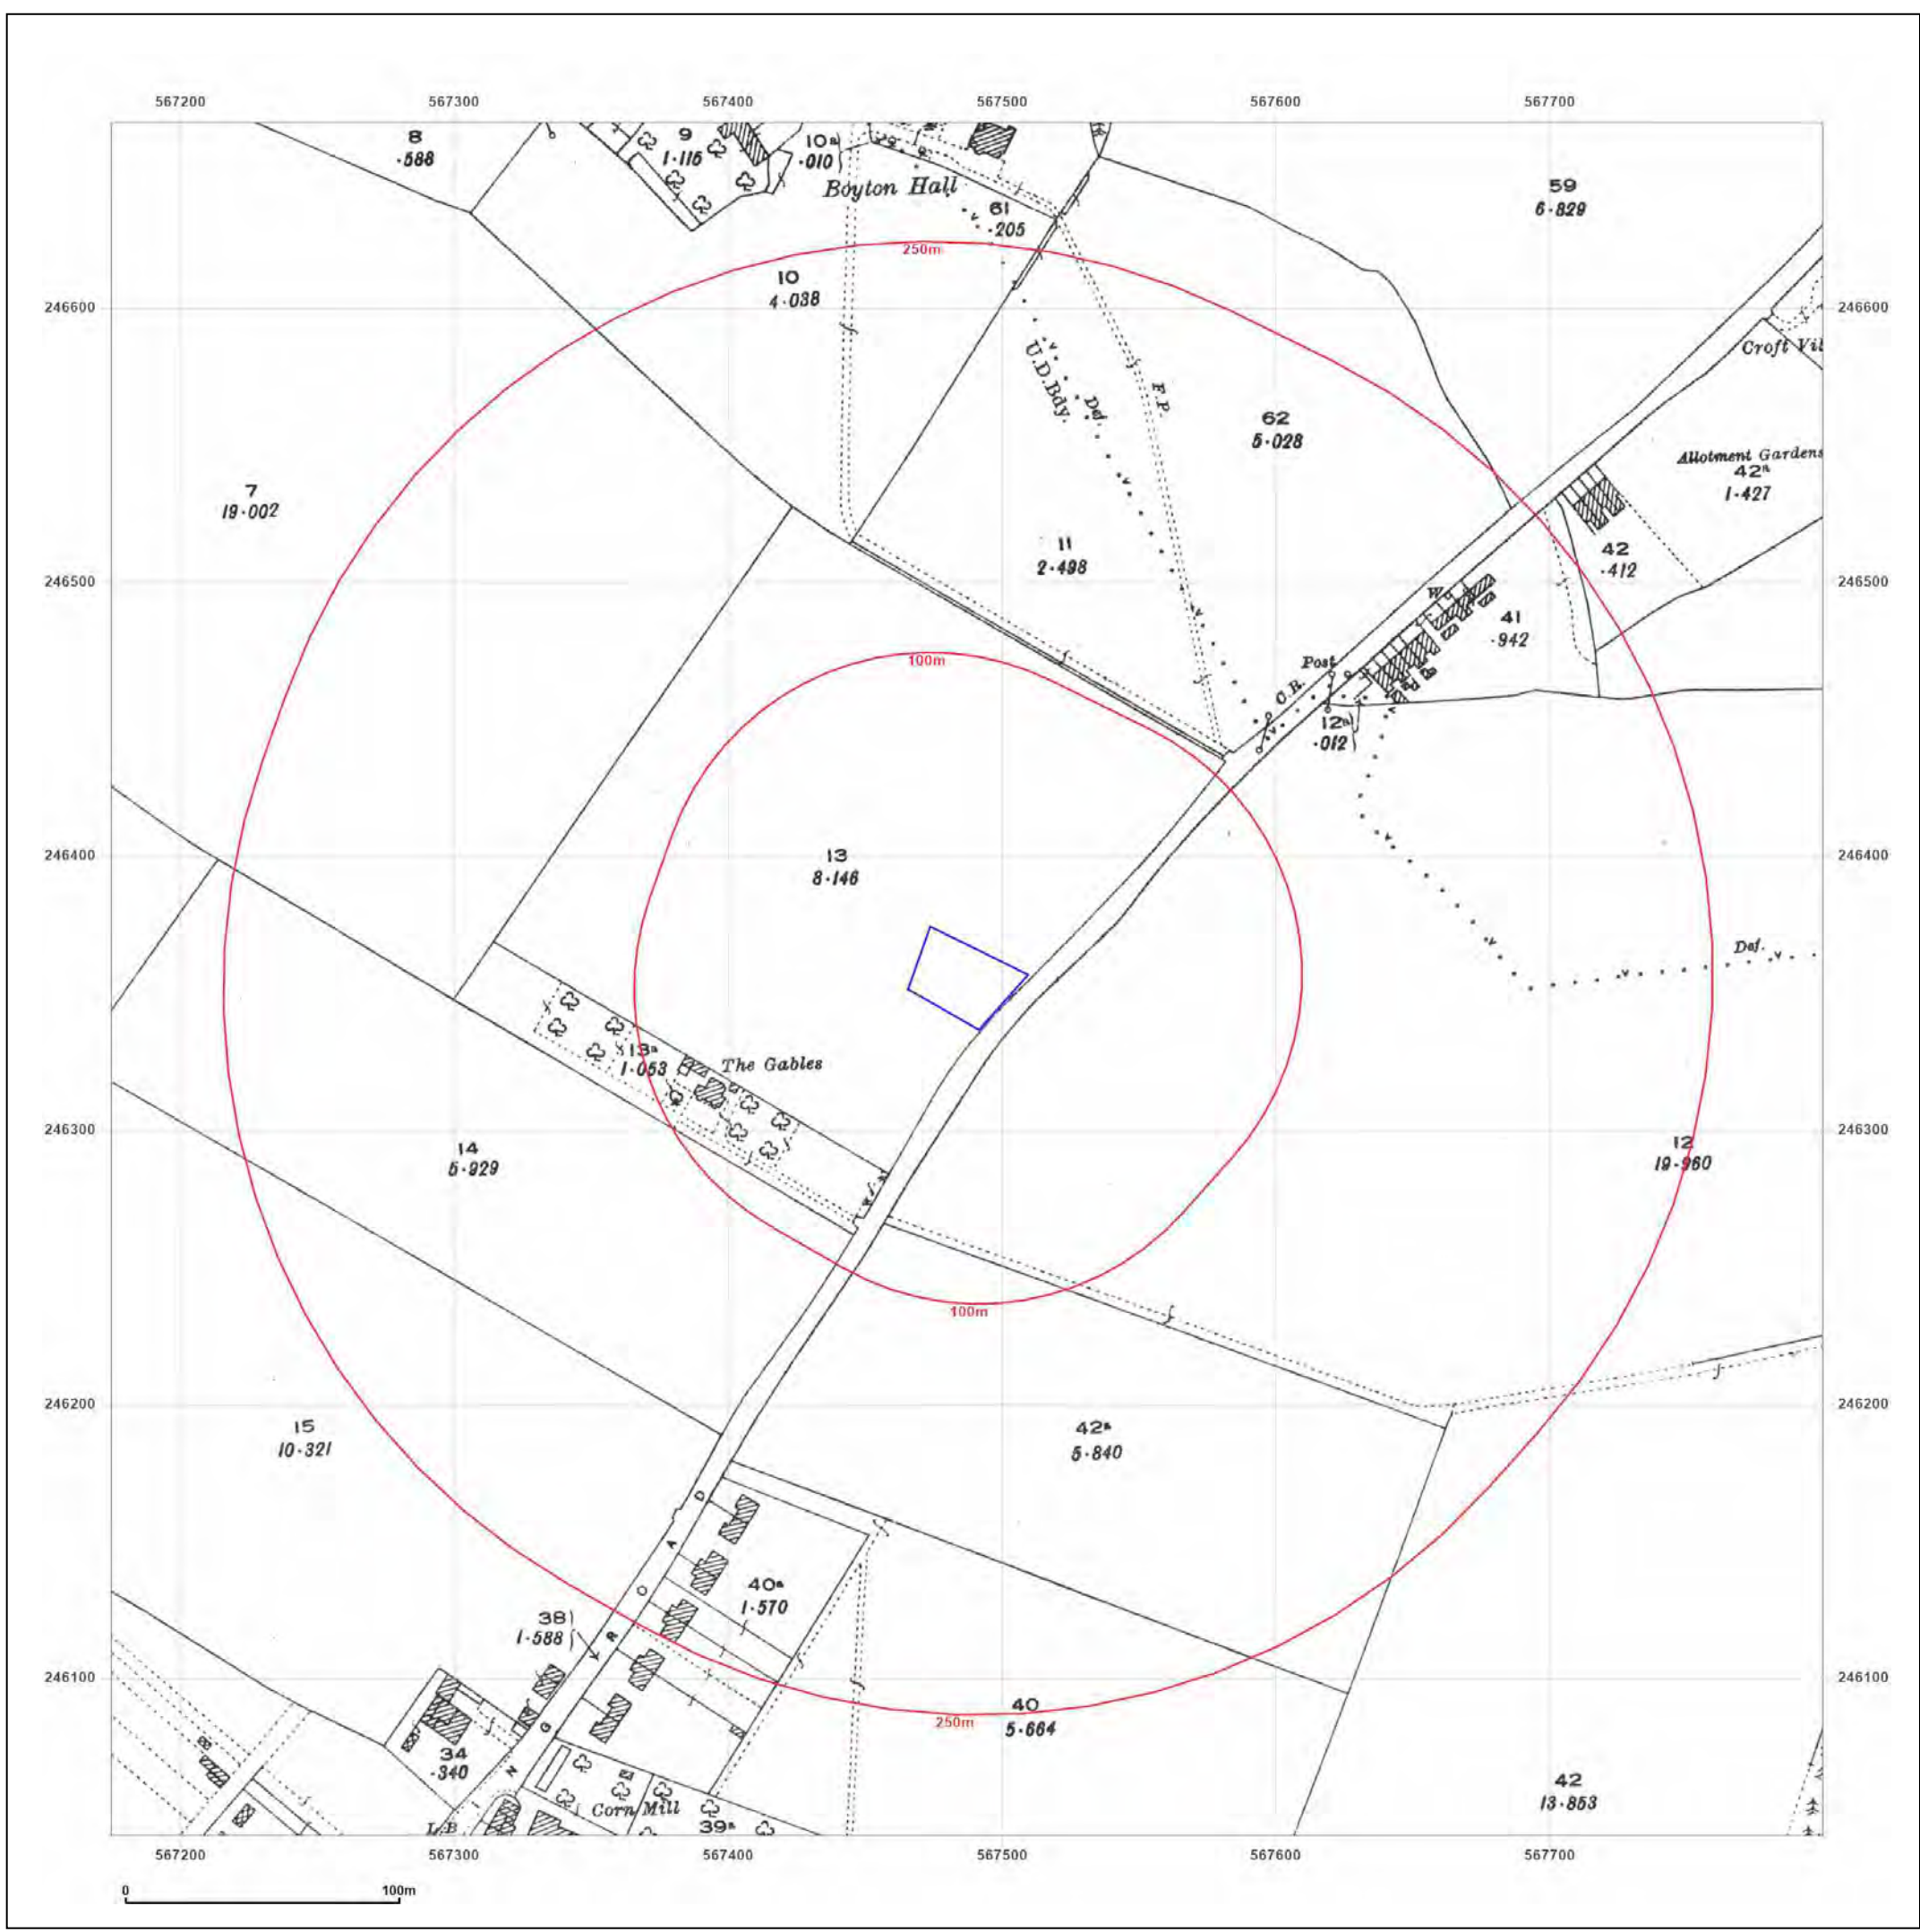 567200 567300 567400 567500 567600 567700
8
·588
9
1·116
10a
·010
Boyton Hall
61
·205
59
6·829
250m
10
4·038
246600
246600
Croft Vil
U.D.Bdy.
Def.
F.P.
62
5·028
Allotment Gardens
42a
1·427
7
19·002
11
2·498
42
·412
246500
246500
W
41
·942
100m
Post
C.R.
12a
·012
246400
246400
13
8·146
Def.
13a
1·053
The Gables
246300
246300
14
5·929
12
19·960
100m
246200
246200
15
10·321
42a
5·840
D
A
O
R
G
N
40a
1·570
38
1·588
246100
246100
40
5·664
250m
34
·340
42
13·853
Corn Mill
L.B
39a
567200 567300 567400 567500 567600 567700
0 100m